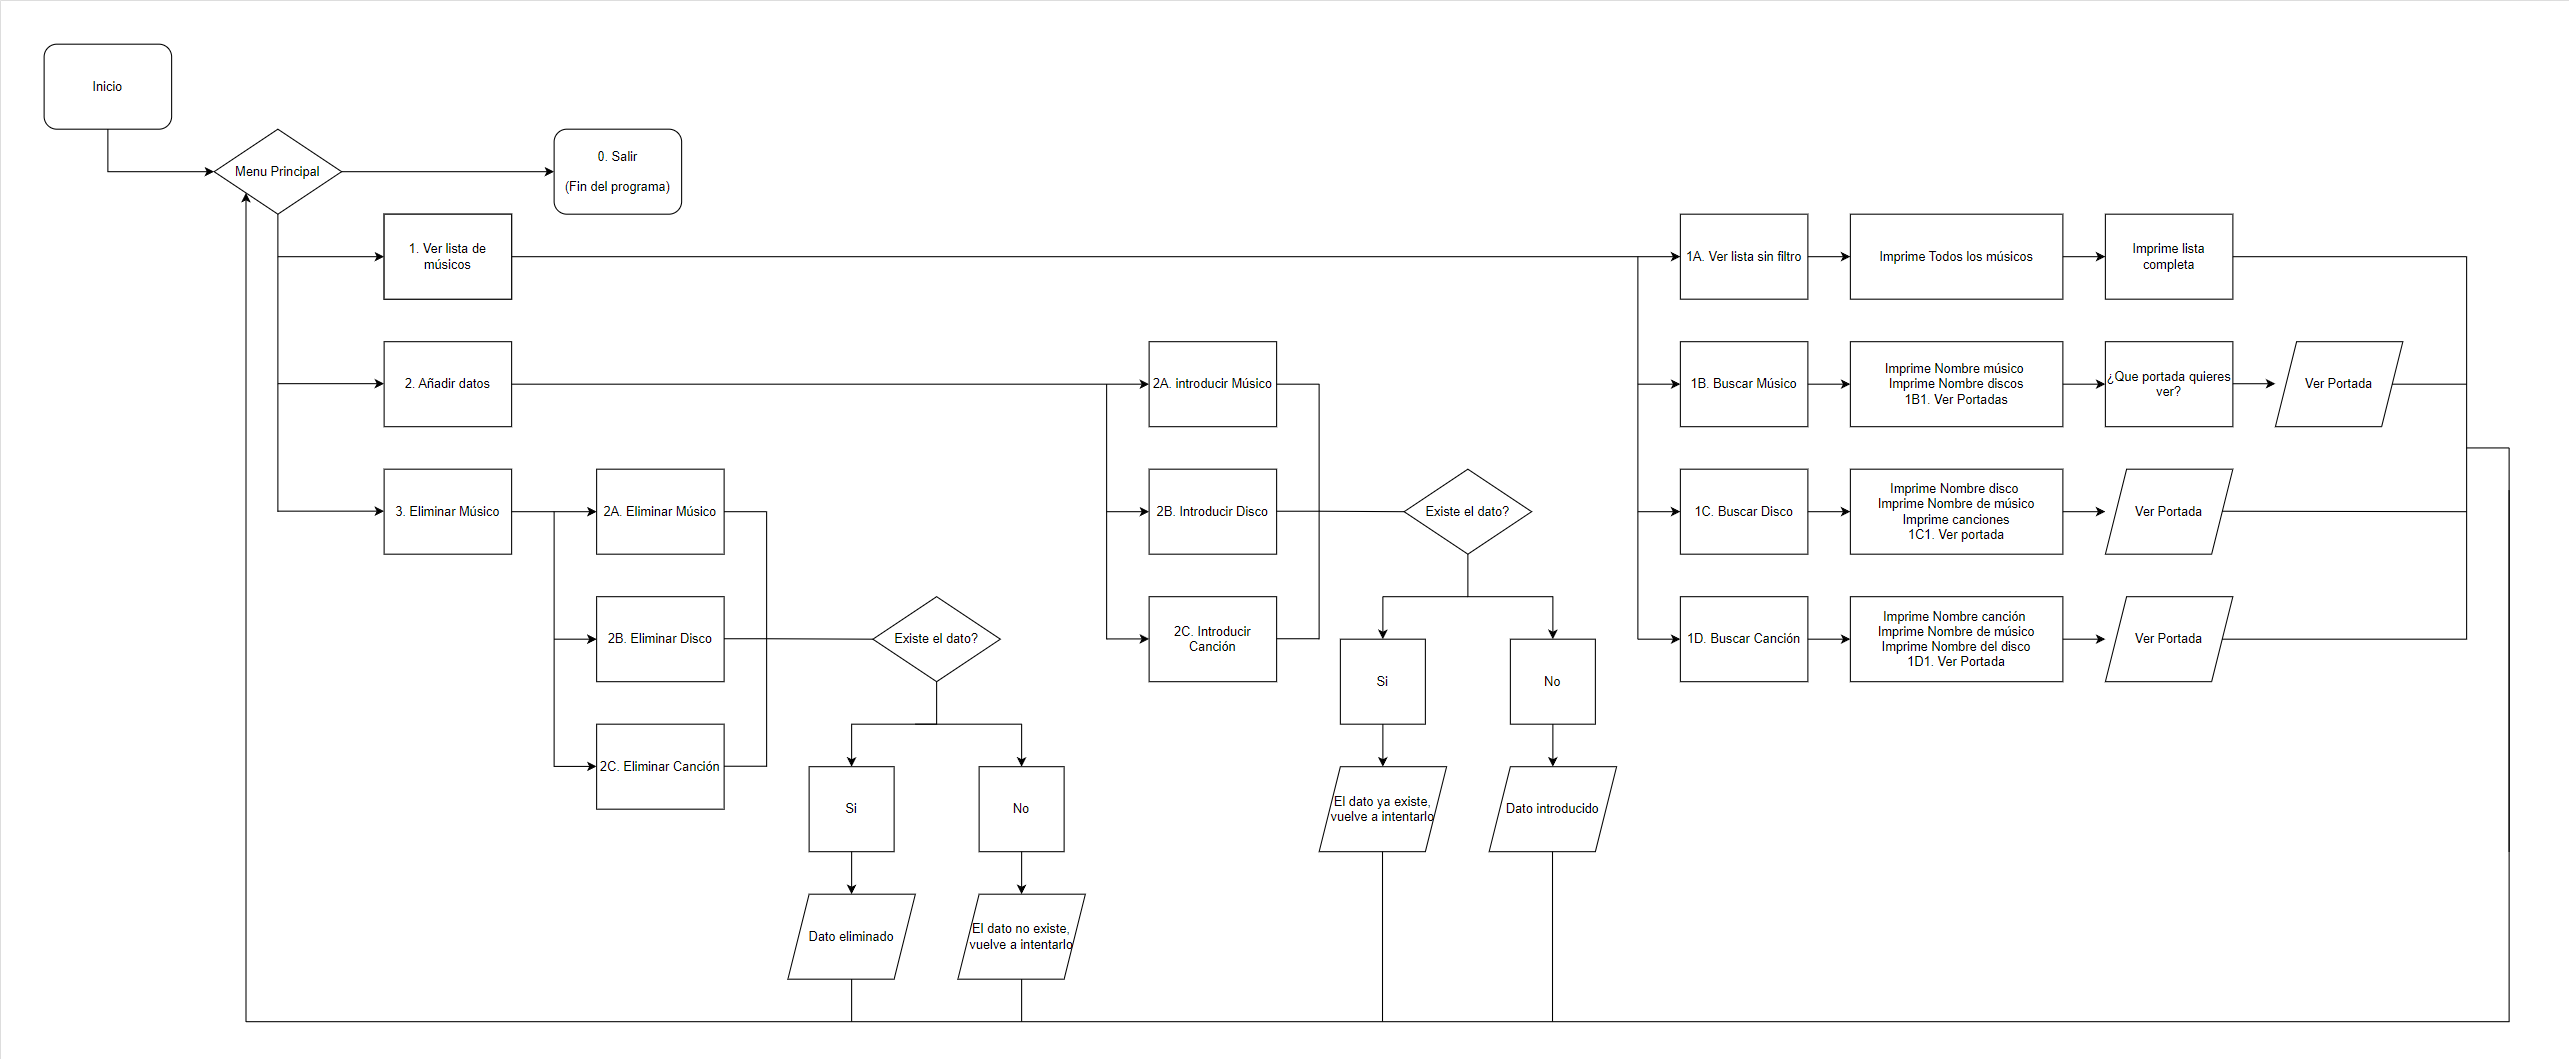 Inicio
Menu Principal
0. Salir
(Fin del programa)
1. Ver lista de
músicos
1A. Ver lista sin filtro
Imprime Todos los músicos
Imprime lista
completa
2. Añadir datos
2A. introducir Músico
1B. Buscar Músico
Imprime Nombre músico
Imprime Nombre discos
1B1. Ver Portadas
¿Que portada quieres
ver?
Ver Portada
3. Eliminar Músico
2A. Eliminar Músico
2B. Introducir Disco
Existe el dato?
1C. Buscar Disco
Imprime Nombre disco
Imprime Nombre de músico
Imprime canciones
1C1. Ver portada
Ver Portada
2B. Eliminar Disco
Existe el dato?
2C. Introducir
Canción
Si
No
1D. Buscar Canción
Imprime Nombre canción
Imprime Nombre de músico
Imprime Nombre del disco
1D1. Ver Portada
Ver Portada
2C. Eliminar Canción
Si
No
El dato ya existe,
vuelve a intentarlo
Dato introducido
Dato eliminado
El dato no existe,
vuelve a intentarlo